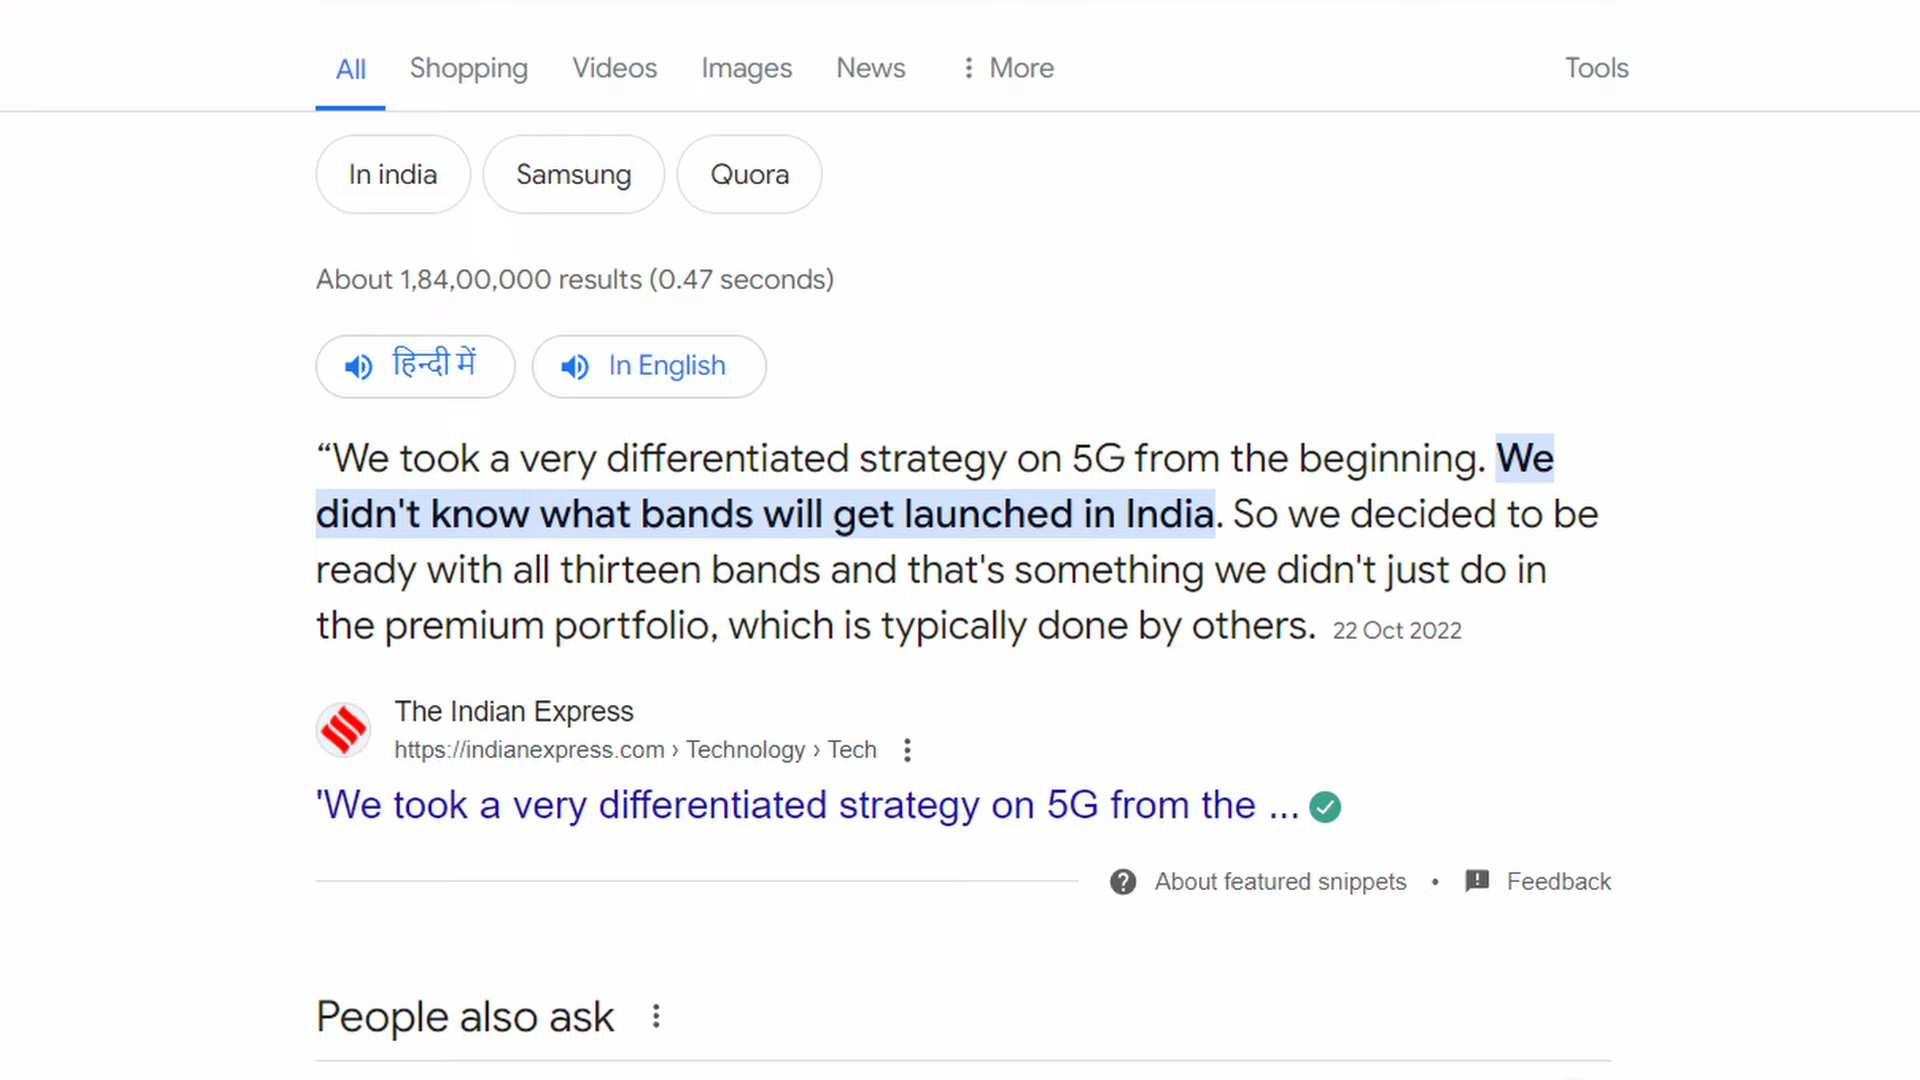 All Shopping Videos Images News More Tools
In india Samsung Quora
About 1,84,00,000 results (0.47 seconds)
हिन्दी में In English
“We took a very differentiated strategy on 5G from the beginning. We
didn't know what bands will get launched in India. So we decided to be
ready with all thirteen bands and that's something we didn't just do in
the premium portfolio, which is typically done by others. 22 Oct 2022
The Indian Express
https://indianexpress.com › Technology › Tech
'We took a very differentiated strategy on 5G from the ...
About featured snippets • Feedback
People also ask